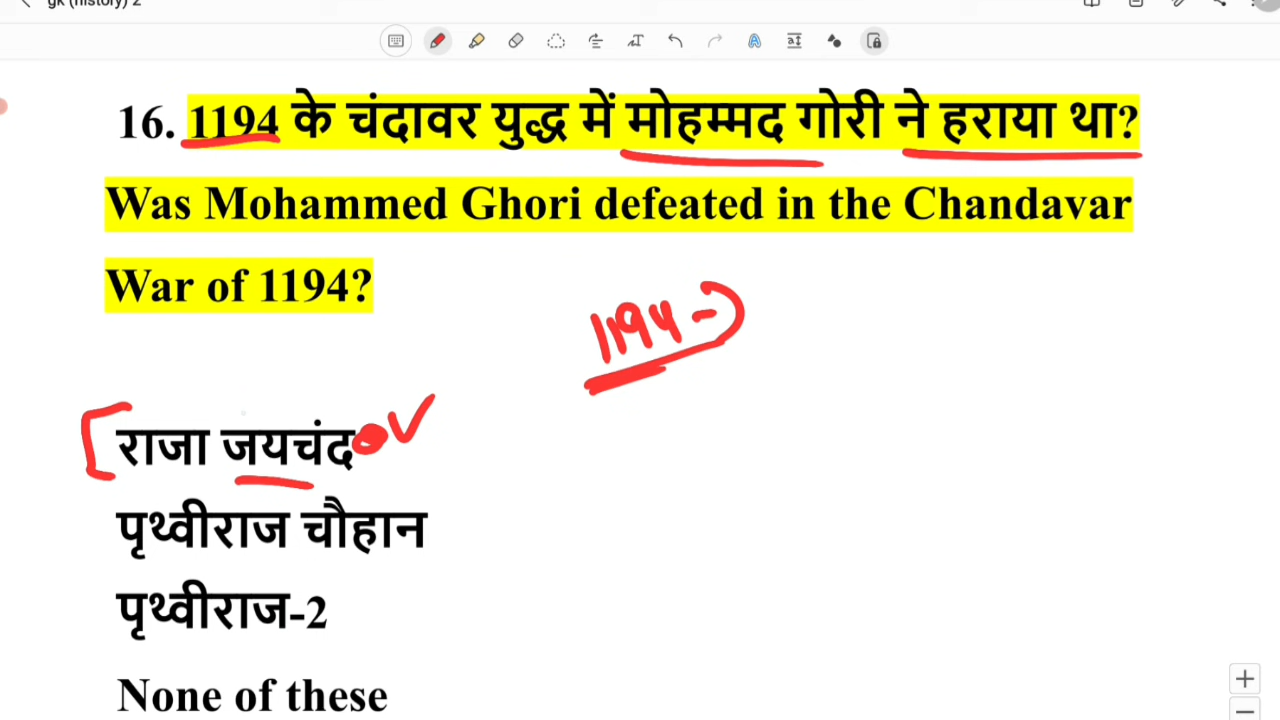 gk (history) 2
16. 1194 के चंदावर युद्ध में मोहम्मद गोरी ने हराया था?
Was Mohammed Ghori defeated in the Chandavar
War of 1194?
1194-
राजा जयचंद
पृथ्वीराज चौहान
पृथ्वीराज-2
None of these